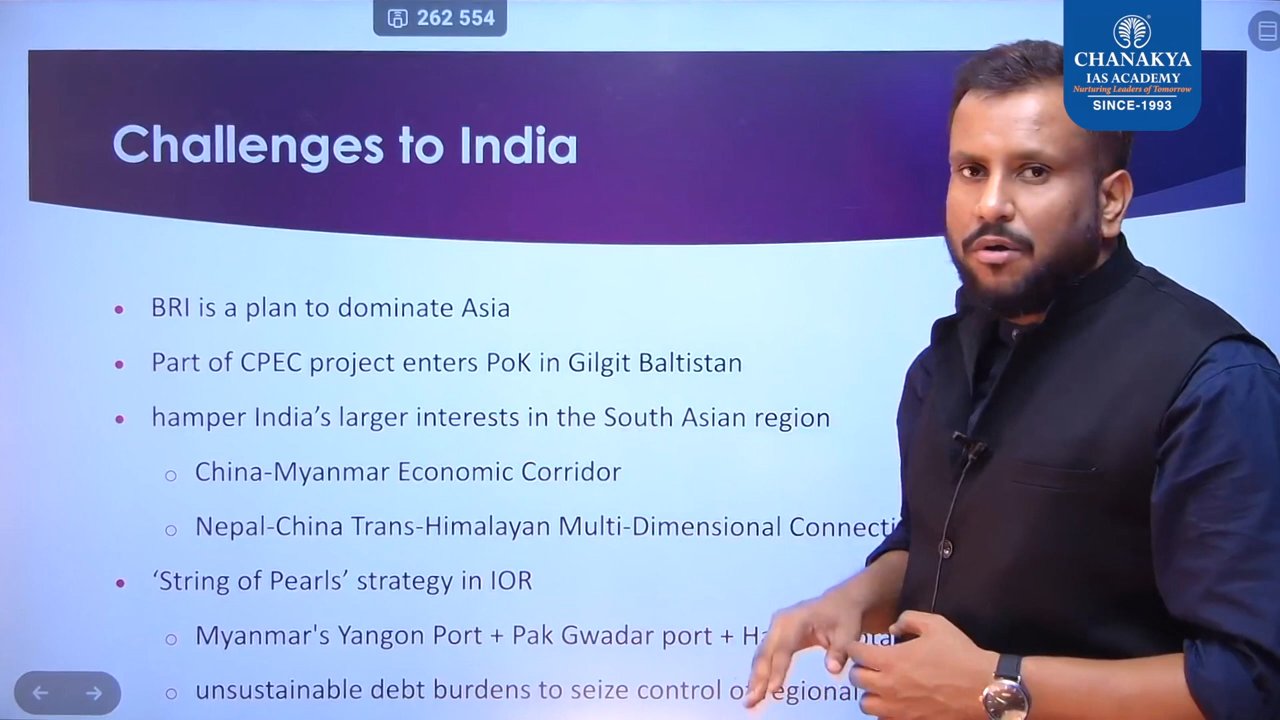 262 554
CHANAKYA
IAS ACADEMY
Nurturing Leaders of Tomorrow
SINCE-1993
Challenges to India
• BRI is a plan to dominate Asia
• Part of CPEC project enters PoK in Gilgit Baltistan
• hamper India's larger interests in the South Asian region
o China-Myanmar Economic Corridor
o Nepal-China Trans-Himalayan Multi-Dimensional
• ‘String of Pearls’ strategy in IOR
o Myanmar's Yangon Port + Pak Gwadar port +
o unsustainable debt burdens to seize control